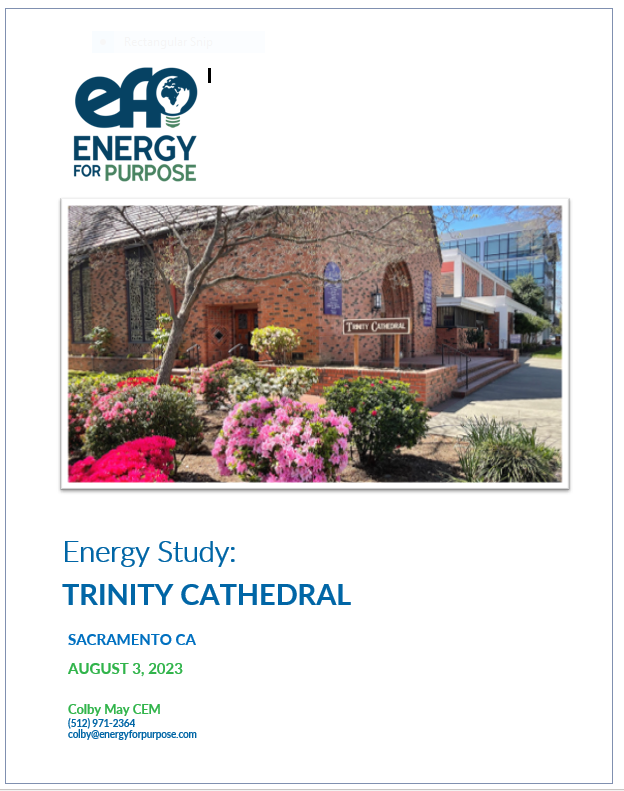 Rectangular Snip
efp
ENERGY
FOR PURPOSE
TRINITY CATHEDRAL
Energy Study:
TRINITY CATHEDRAL
SACRAMENTO CA
AUGUST 3, 2023
Colby May CEM
(512) 971-2364
colby@energyforpurpose.com